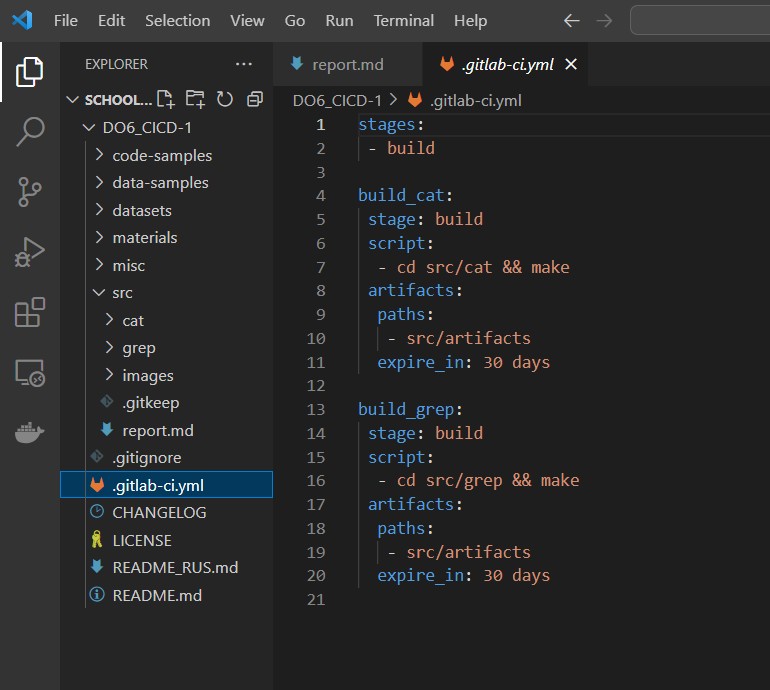 File Edit Selection View Go Run Terminal Help
EXPLORER
SCHOOL...
DO6_CICD-1
code-samples
data-samples
datasets
materials
misc
src
cat
grep
images
.gitkeep
report.md
.gitignore
.gitlab-ci.yml
CHANGELOG
LICENSE
README_RUS.md
README.md
report.md .gitlab-ci.yml
DO6_CICD-1 > .gitlab-ci.yml
1 stages:
2 - build
3
4 build_cat:
5 stage: build
6 script:
7 - cd src/cat && make
8 artifacts:
9 paths:
10 - src/artifacts
11 expire_in: 30 days
12
13 build_grep:
14 stage: build
15 script:
16 - cd src/grep && make
17 artifacts:
18 paths:
19 - src/artifacts
20 expire_in: 30 days
21